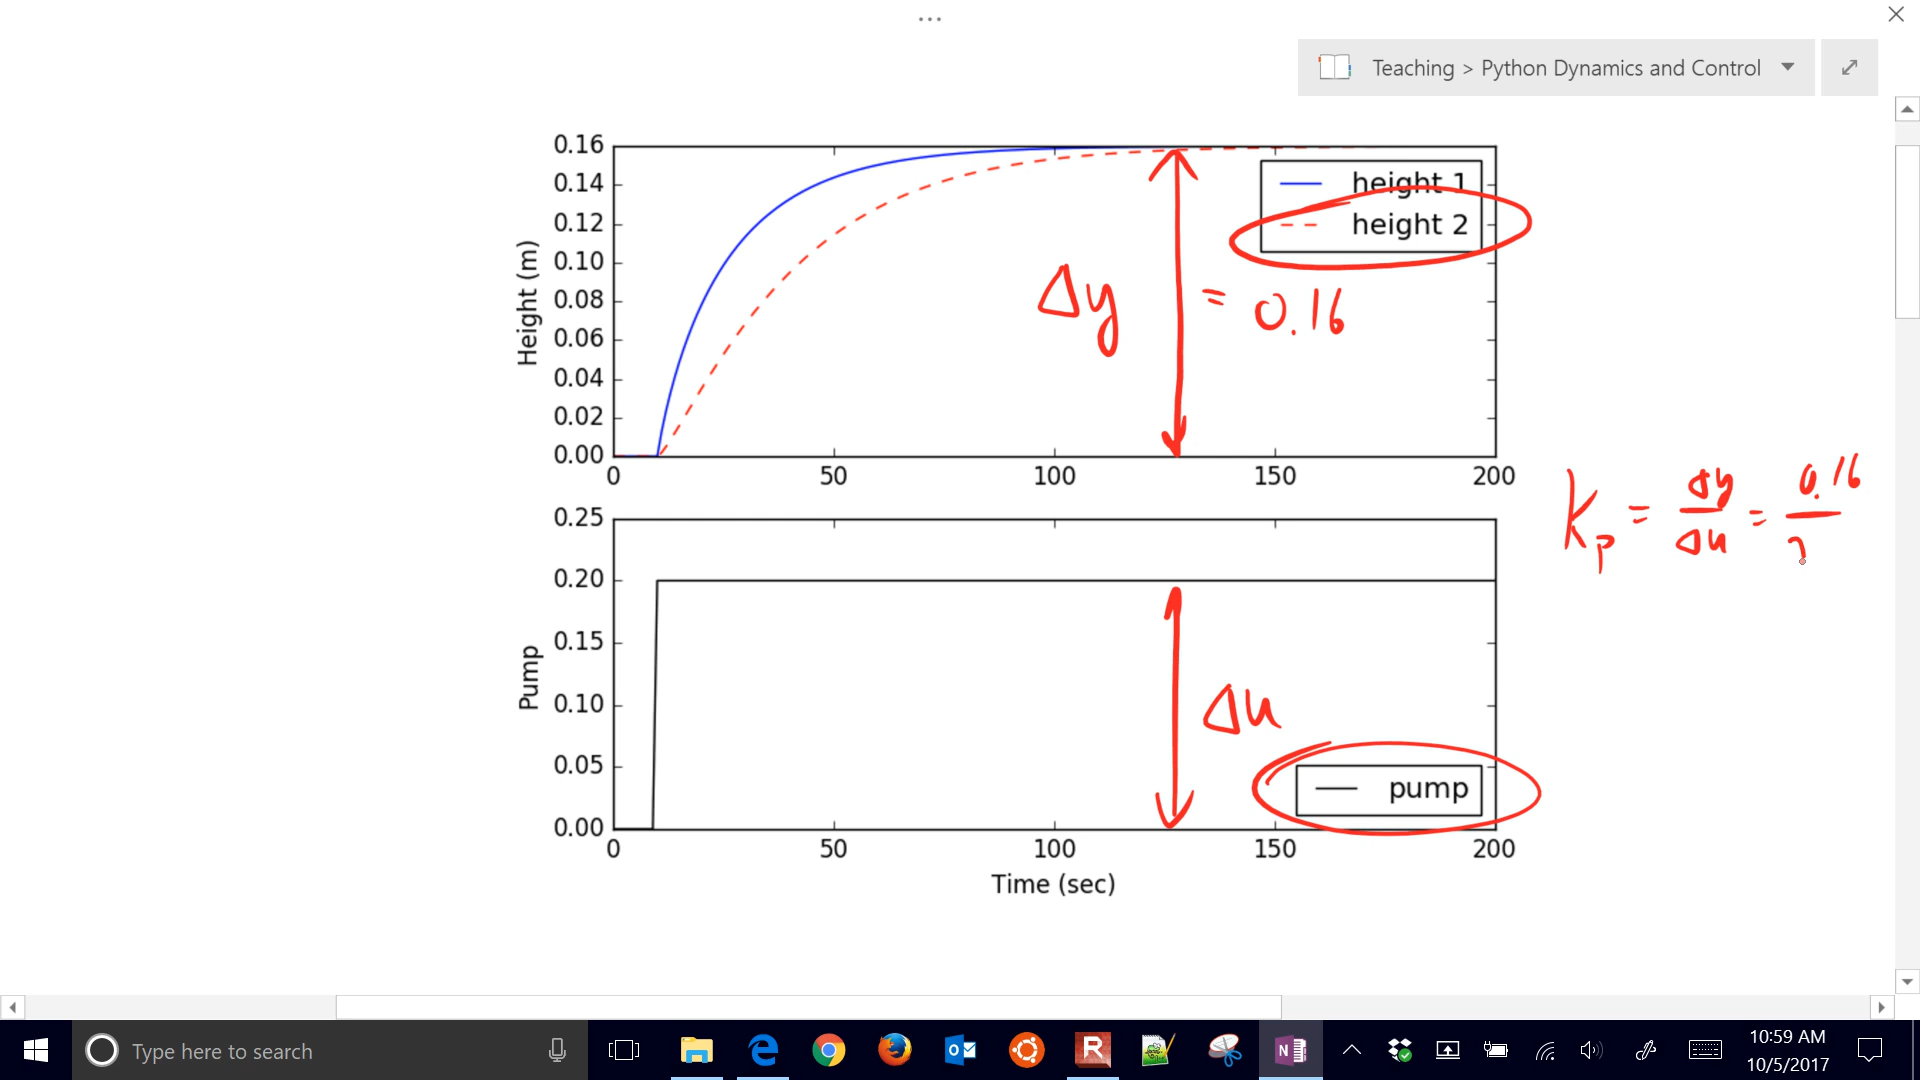 ...
Teaching > Python Dynamics and Control
0.16
0.14
0.12
0.10
0.08
0.06
0.04
0.02
0.00
Height (m)
height 1
height 2
Δy = 0.16
0 50 100 150 200
Kp = Δy/Δu = 0.16/?
0.25
0.20
0.15
0.10
0.05
0.00
Pump
Δu
pump
0 50 100 150 200
Time (sec)
Type here to search
10:59 AM
10/5/2017